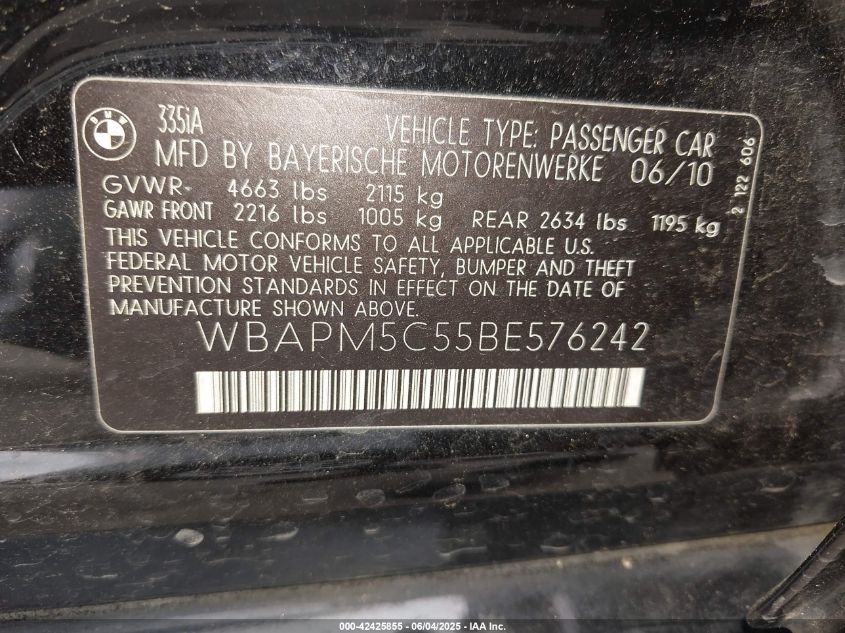 BMW
335iA
VEHICLE TYPE: PASSENGER CAR
MFD BY BAYERISCHE MOTORENWERKE 06/10
GVWR- 4663 lbs 2115 kg
GAWR FRONT 2216 lbs 1005 kg REAR 2634 lbs 1195 kg
THIS VEHICLE CONFORMS TO ALL APPLICABLE U.S.
FEDERAL MOTOR VEHICLE SAFETY, BUMPER AND THEFT
PREVENTION STANDARDS IN EFFECT ON THE DATE OF
MANUFACTURE SHOWN ABOVE.
WBAPM5C55BE576242
2 122 606
000-42425855 - 06/04/2025 - IAA Inc.